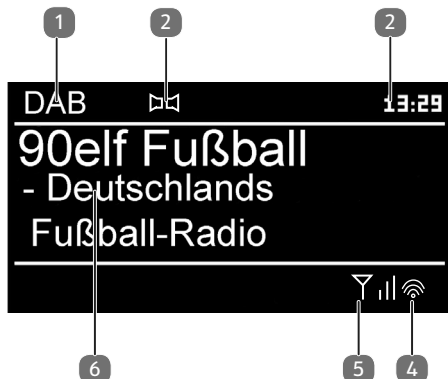 1 2 2
DAB 13:29
90elf Fußball
- Deutschlands
Fußball-Radio
6 5 4